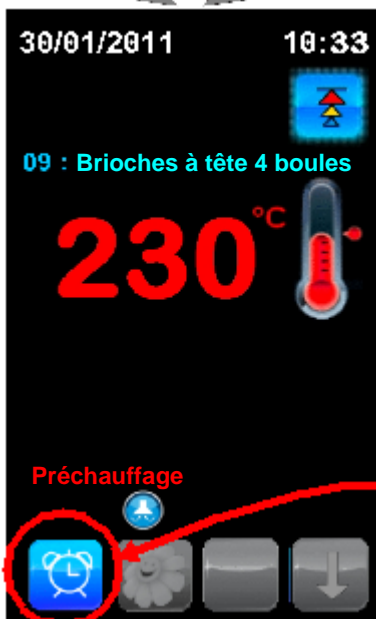 30/01/2011 10:33
09 : Brioches à tête 4 boules
230 °C
Préchauffage